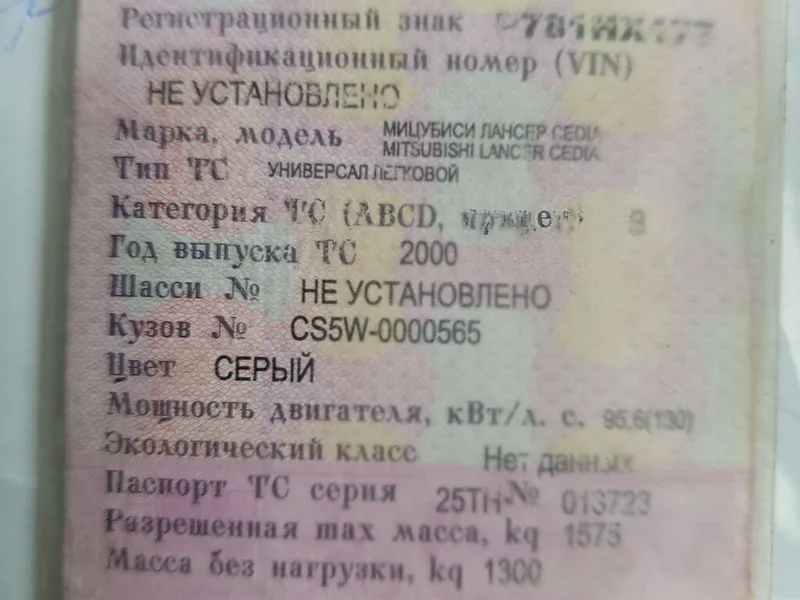 Регистрационный знак
Идентификационный номер (VIN)
НЕ УСТАНОВЛЕНО
Марка, модель МИЦУБИСИ ЛАНСЕР CEDIA
MITSUBISHI LANCER CEDIA
Тип ТС УНИВЕРСАЛ ЛЕГКОВОЙ
Категория ТС (ABCD, прицеп) B
Год выпуска ТС 2000
Шасси № НЕ УСТАНОВЛЕНО
Кузов № CS5W-0000565
Цвет СЕРЫЙ
Мощность двигателя, кВт/л. с. 95,6(130)
Экологический класс Нет данных
Паспорт ТС серия 25ТН № 013723
Разрешенная max масса, kg 1575
Масса без нагрузки, kg 1300